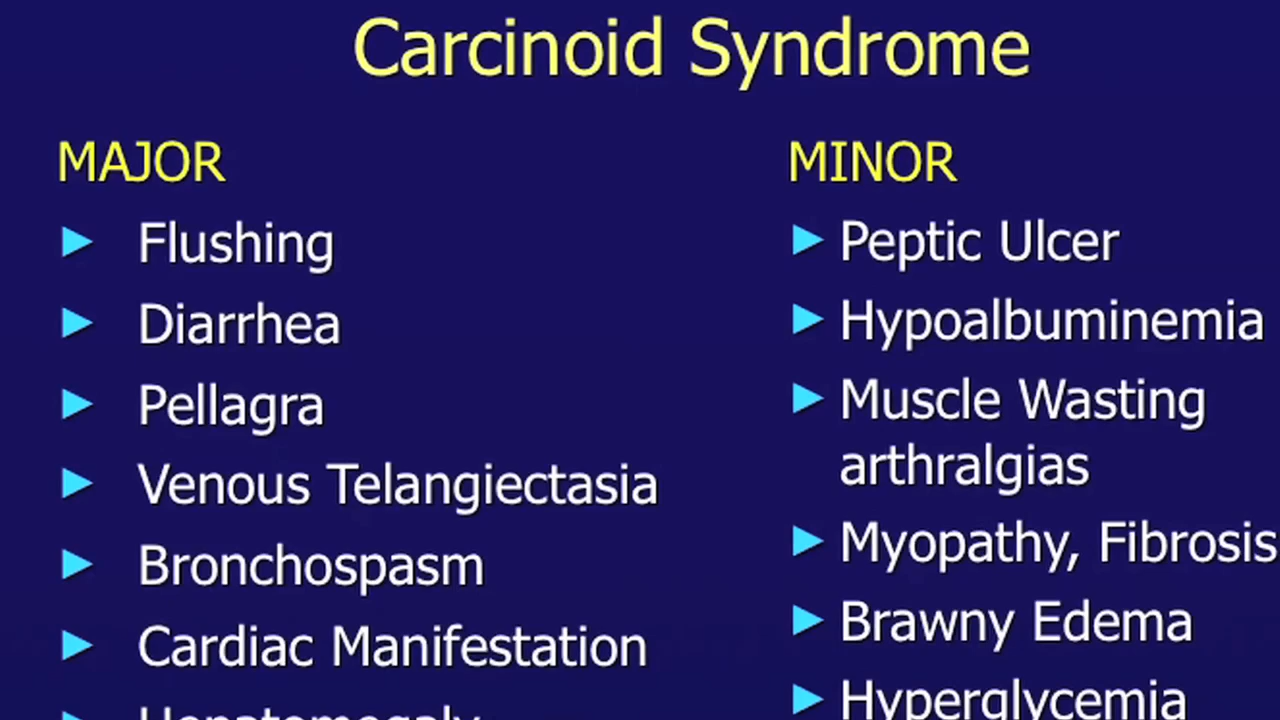 Carcinoid Syndrome
MAJOR
Flushing
Diarrhea
Pellagra
Venous Telangiectasia
Bronchospasm
Cardiac Manifestation
Hepatomegaly
MINOR
Peptic Ulcer
Hypoalbuminemia
Muscle Wasting
arthralgias
Myopathy, Fibrosis
Brawny Edema
Hyperglycemia